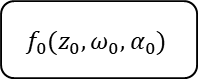 𝑓₀(𝑧₀, 𝜔₀, 𝛼₀)